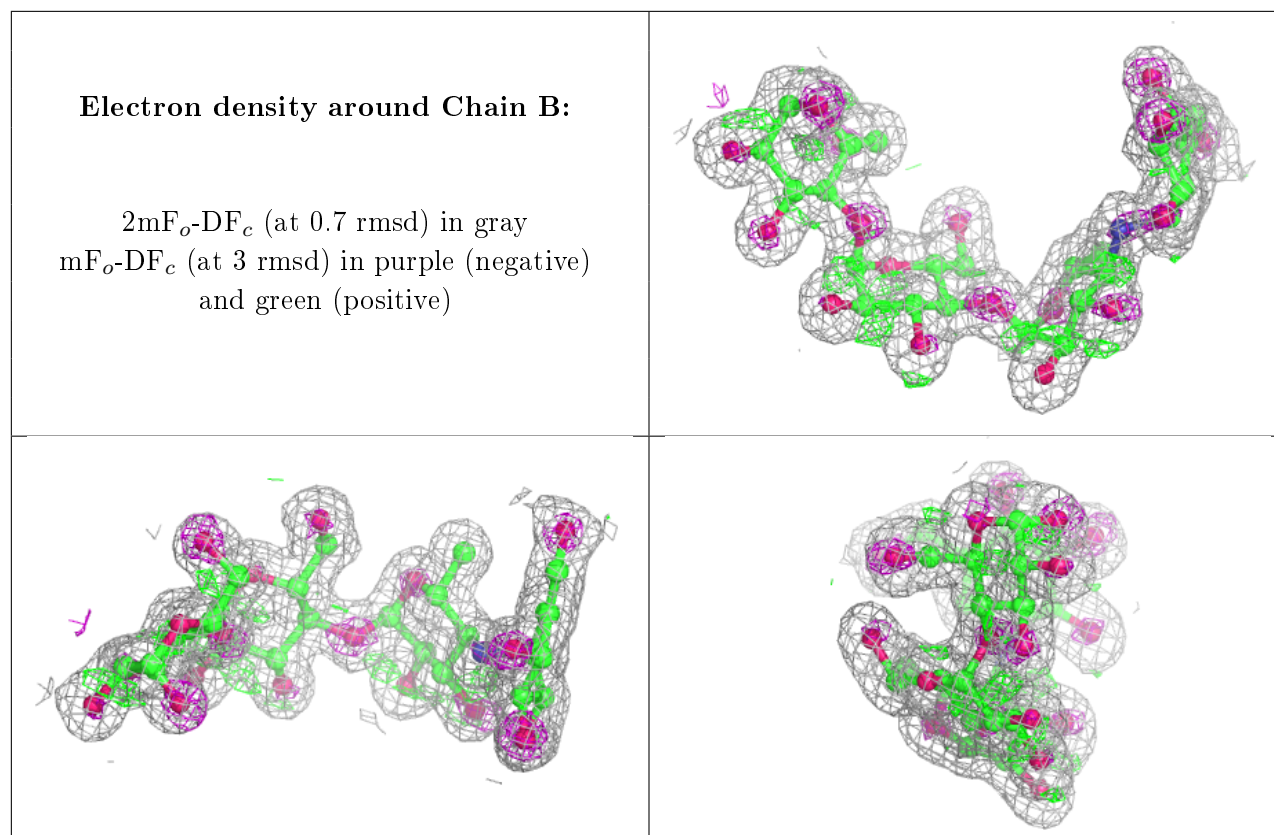 Electron density around Chain B:
2mFₒ-DF𝒸 (at 0.7 rmsd) in gray
mFₒ-DF𝒸 (at 3 rmsd) in purple (negative)
and green (positive)